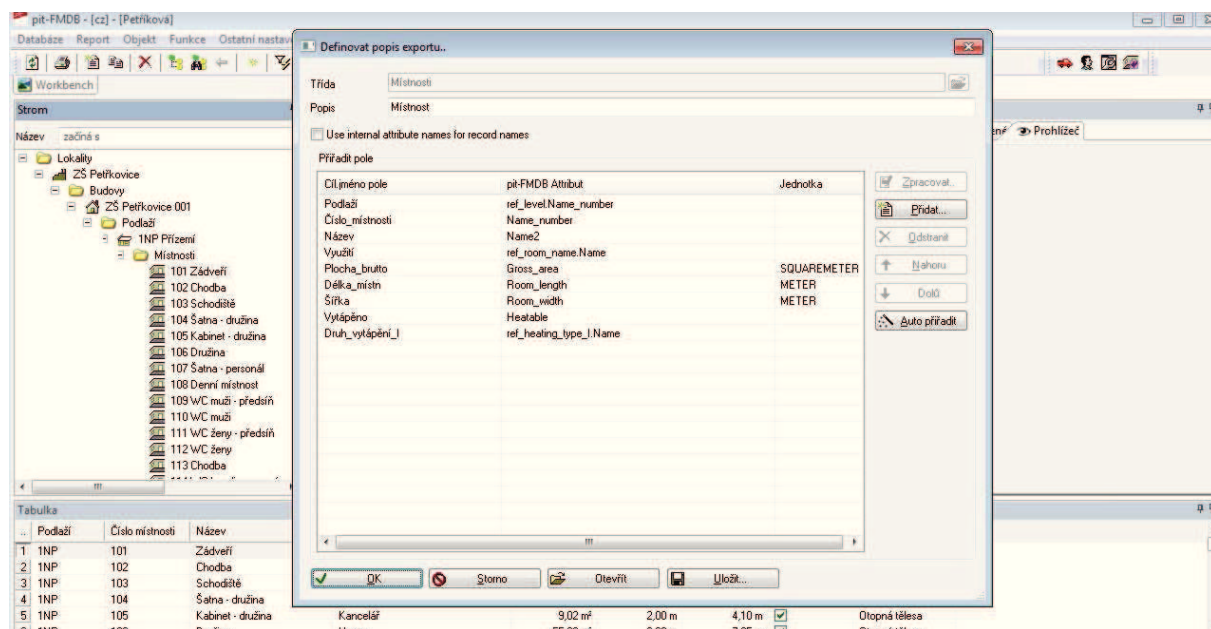 pit-FMDB - [cz] - [Petříková]
Databáze Report Objekt Funkce Ostatní nastav
Workbench
Strom
Název začíná s
Lokality
ZŠ Petřkovice
Budovy
ZŠ Petřkovice 001
Podlaží
1NP Přízemí
Místnosti
101 Zádveří
102 Chodba
103 Schodiště
104 Šatna - družina
105 Kabinet - družina
106 Družina
107 Šatna - personál
108 Denní místnost
109 WC muži - předsíň
110 WC muži
111 WC ženy - předsíň
112 WC ženy
113 Chodba
Definovat popis exportu..
Třída Místnosti
Popis Místnost
Use internal attribute names for record names
Přiřadit pole
Cíl.jméno pole pit-FMDB Attribut Jednotka
Podlaží ref_level.Name_number
Číslo_místnosti Name_number
Název Name2
Využití ref_room_name.Name
Plocha_brutto Gross_area SQUAREMETER
Délka_místn Room_length METER
Šířka Room_width METER
Vytápěno Heatable
Druh_vytápění_I ref_heating_type_I.Name
Zpracovat..
Přidat...
Odstranit
Nahoru
Dolů
Auto přiřadit
OK Storno Otevřít Uložit...
ené Prohlížeč
Tabulka
.. Podlaží Číslo místnosti Název
1 1NP 101 Zádveří
2 1NP 102 Chodba
3 1NP 103 Schodiště
4 1NP 104 Šatna - družina
5 1NP 105 Kabinet - družina Kancelář 9,02 m² 2,00 m 4,10 m Otopná tělesa